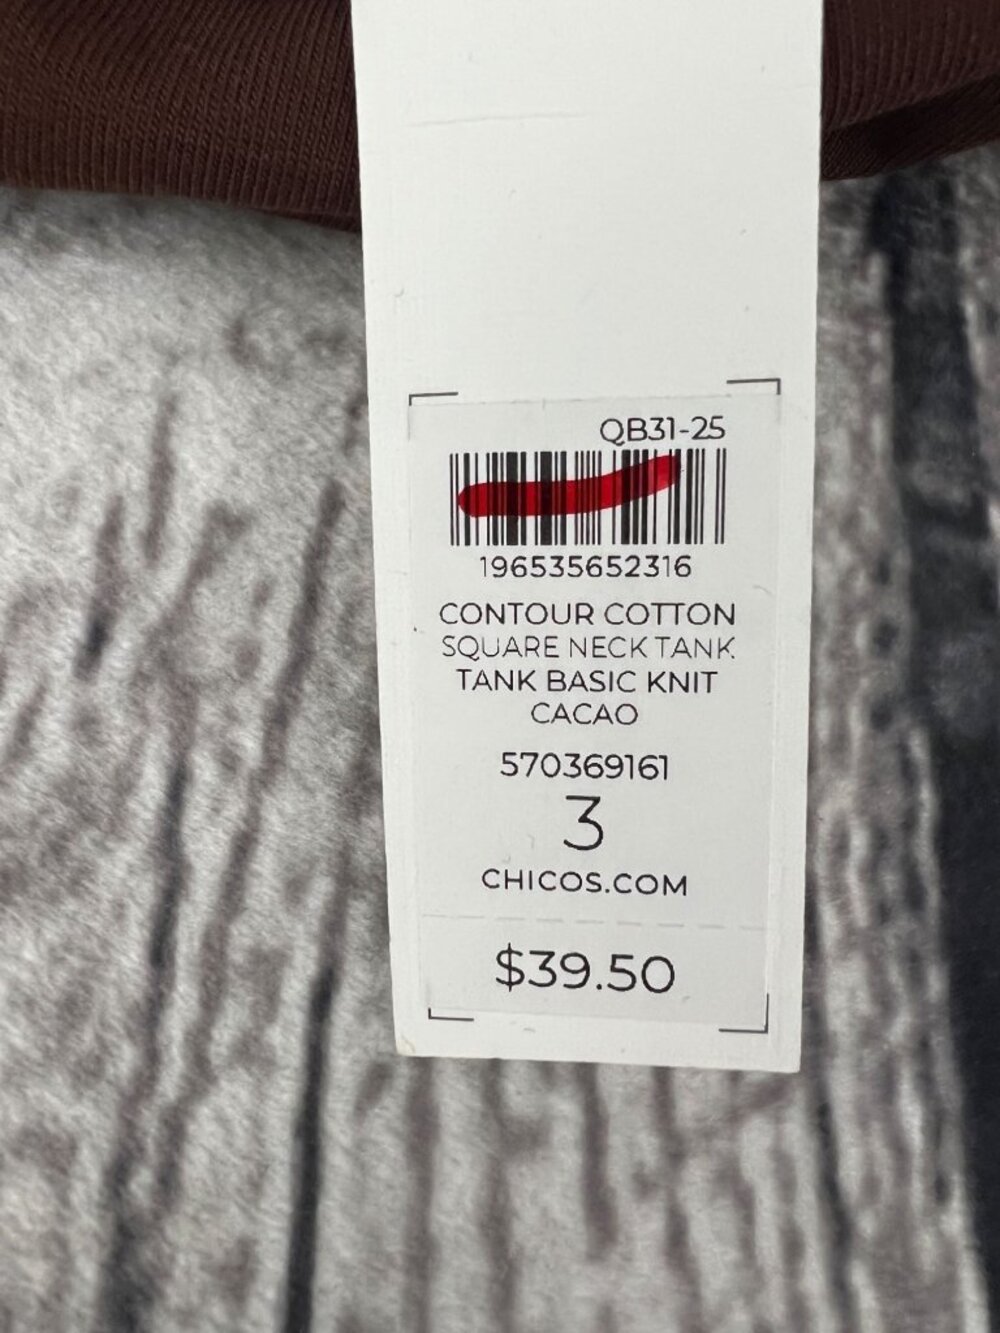 QB31-25
196535652316
CONTOUR COTTON
SQUARE NECK TANK
TANK BASIC KNIT
CACAO
570369161
3
CHICOS.COM
$39.50